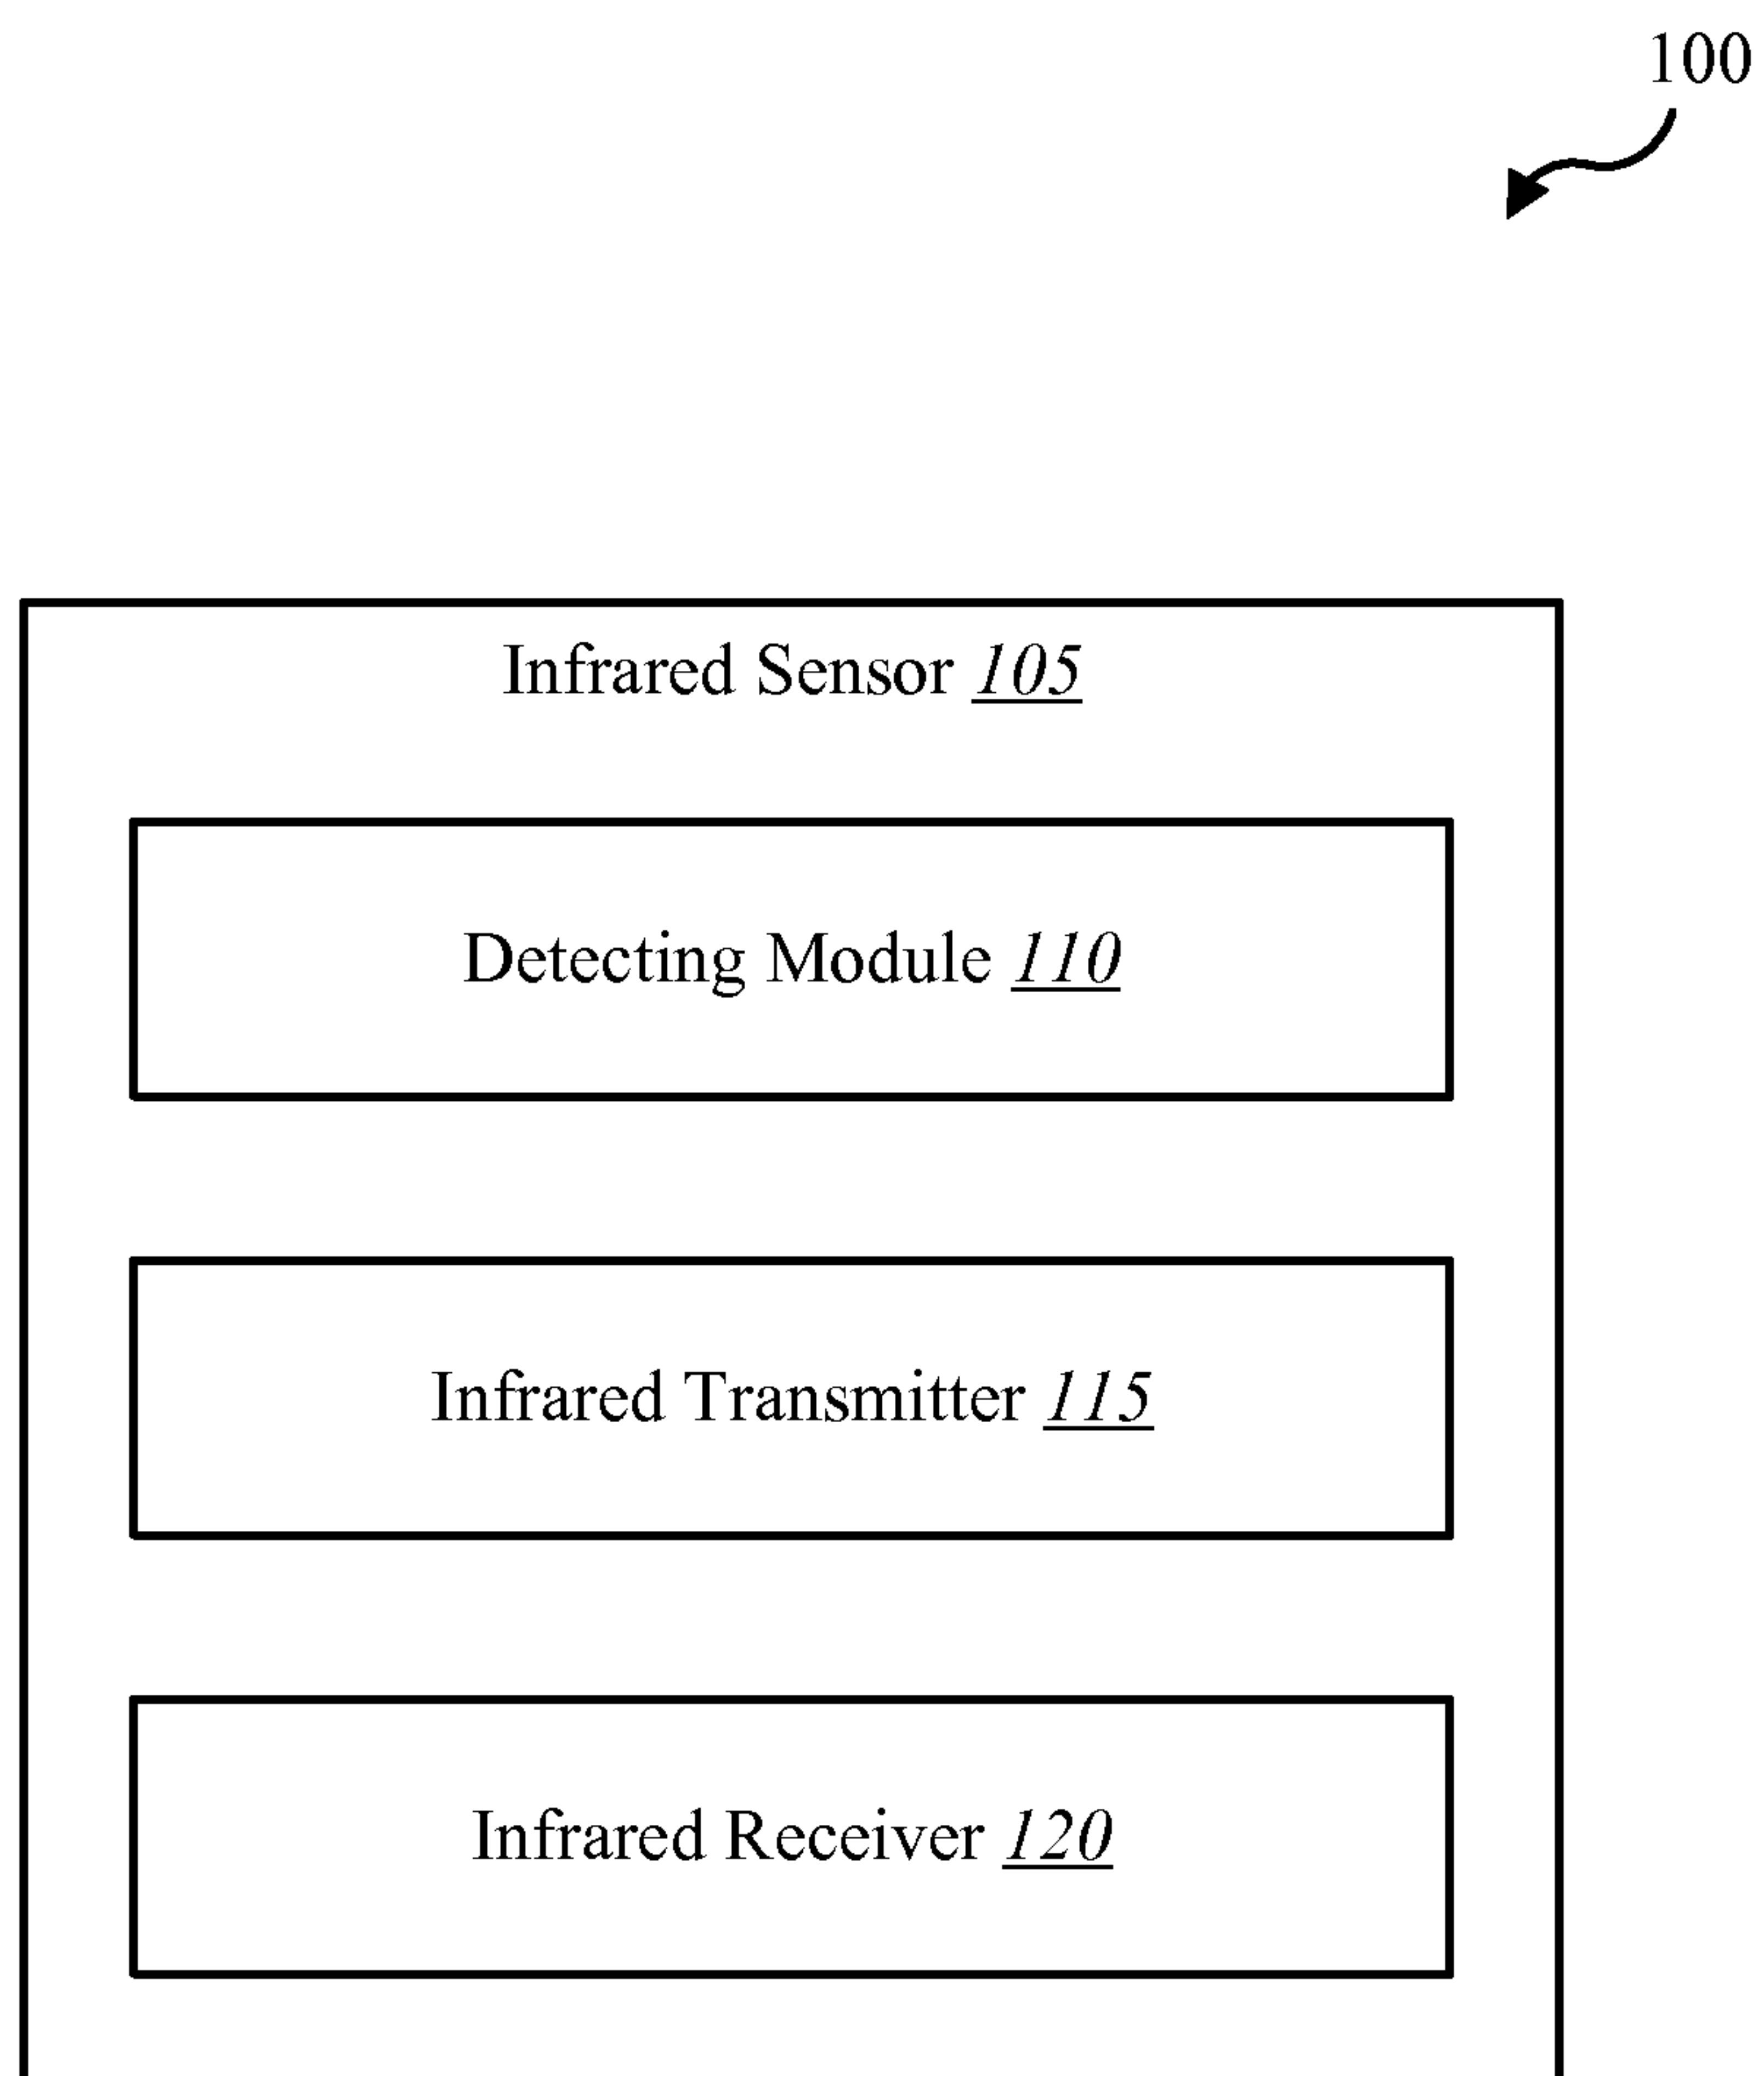 100
Infrared Sensor 105
Detecting Module 110
Infrared Transmitter 115
Infrared Receiver 120